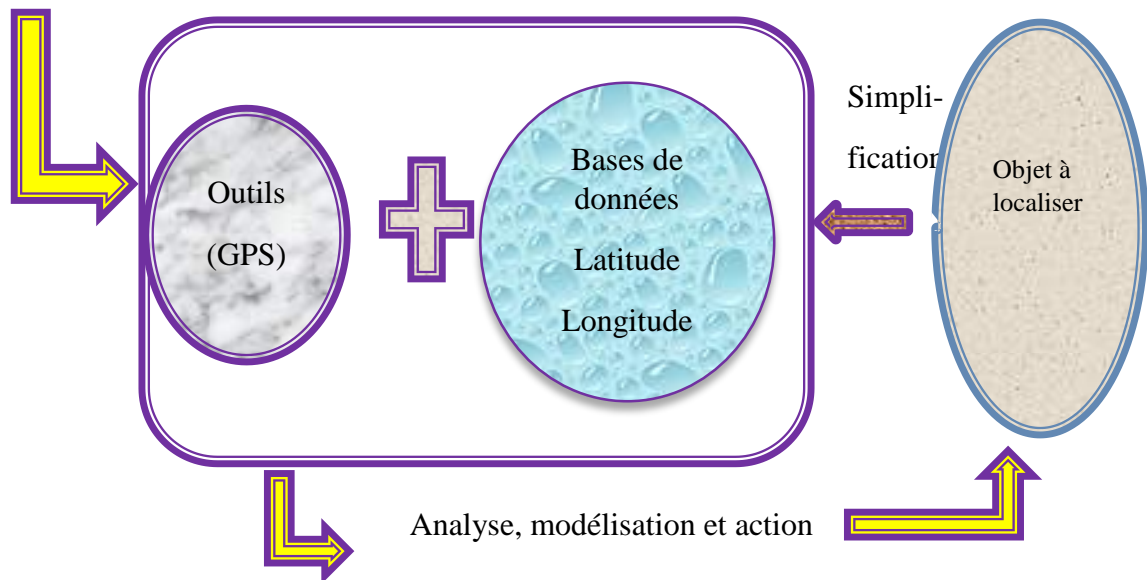 Outils
(GPS)
Bases de
données
Latitude
Longitude
Simpli-
fication
Objet à
localiser
Analyse, modélisation et action